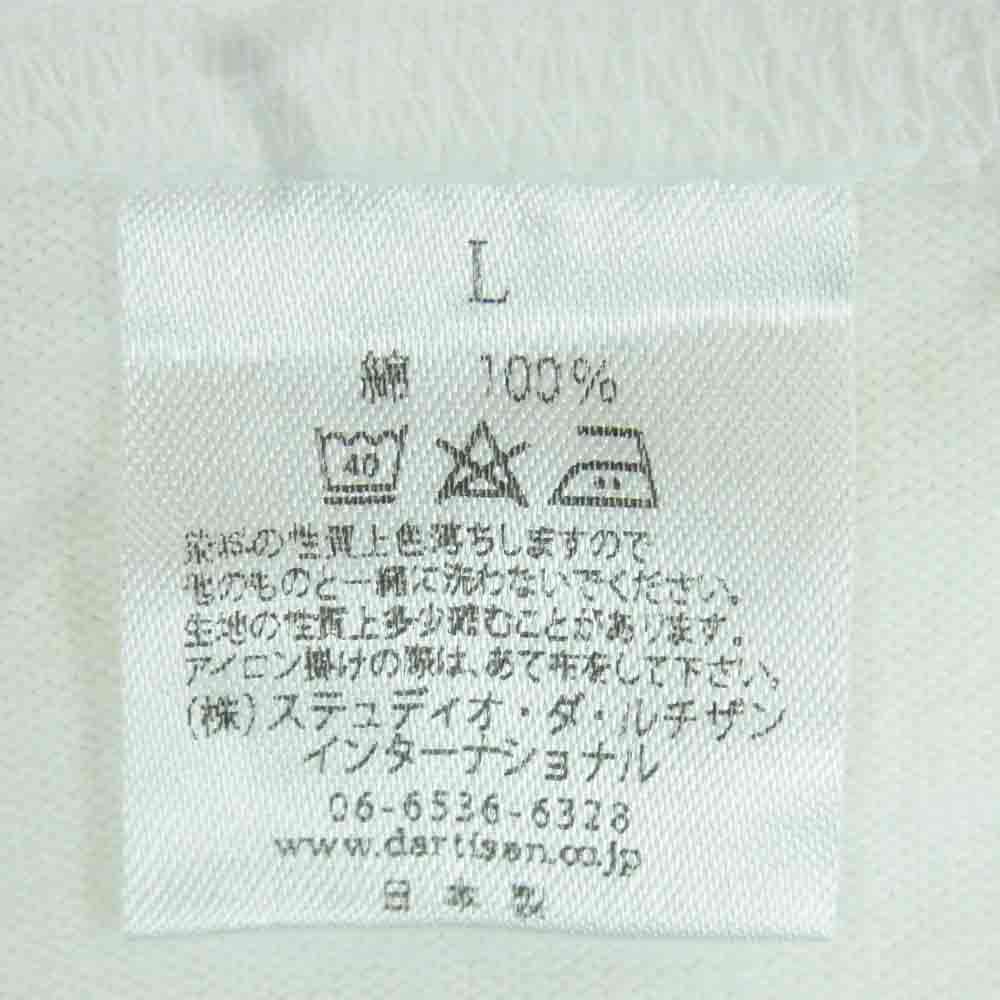 L
綿 100%
40
染料の性質上色落ちしますので
他のものと一緒に洗わないでください。
生地の性質上多少縮むことがあります。
アイロン掛けの際は、あて布をして下さい。
(株)ステュディオ・ダ・ルチザン
インターナショナル
06-6536-6328
www.dartisan.co.jp
日本製